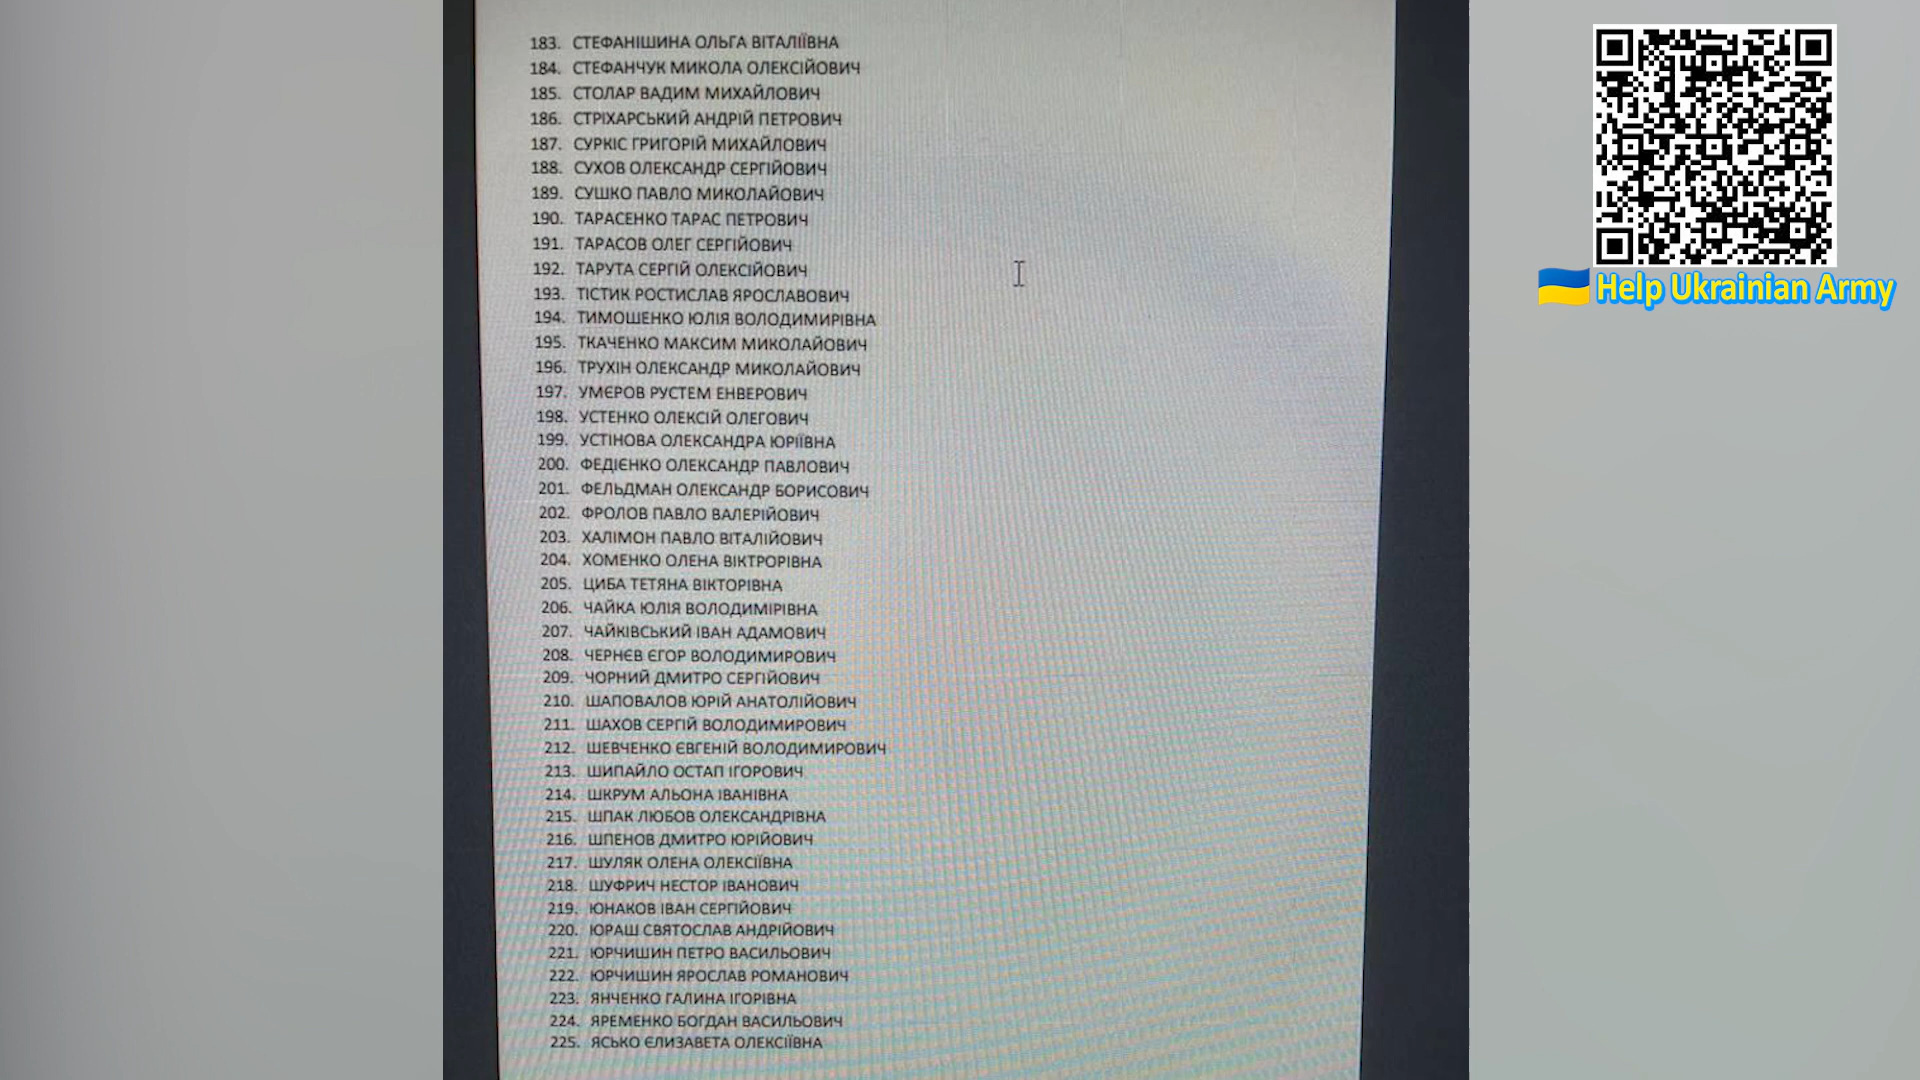 183. СТЕФАНІШИНА ОЛЬГА ВІТАЛІЇВНА
184. СТЕФАНЧУК МИКОЛА ОЛЕКСІЙОВИЧ
185. СТОЛАР ВАДИМ МИХАЙЛОВИЧ
186. СТРІХАРСЬКИЙ АНДРІЙ ПЕТРОВИЧ
187. СУРКІС ГРИГОРІЙ МИХАЙЛОВИЧ
188. СУХОВ ОЛЕКСАНДР СЕРГІЙОВИЧ
189. СУШКО ПАВЛО МИКОЛАЙОВИЧ
190. ТАРАСЕНКО ТАРАС ПЕТРОВИЧ
191. ТАРАСОВ ОЛЕГ СЕРГІЙОВИЧ
192. ТАРУТА СЕРГІЙ ОЛЕКСІЙОВИЧ
193. ТІСТИК РОСТИСЛАВ ЯРОСЛАВОВИЧ
194. ТИМОШЕНКО ЮЛІЯ ВОЛОДИМИРІВНА
195. ТКАЧЕНКО МАКСИМ МИКОЛАЙОВИЧ
196. ТРУХІН ОЛЕКСАНДР МИКОЛАЙОВИЧ
197. УМЄРОВ РУСТЕМ ЕНВЕРОВИЧ
198. УСТЕНКО ОЛЕКСІЙ ОЛЕГОВИЧ
199. УСТІНОВА ОЛЕКСАНДРА ЮРІЇВНА
200. ФЕДІЄНКО ОЛЕКСАНДР ПАВЛОВИЧ
201. ФЕЛЬДМАН ОЛЕКСАНДР БОРИСОВИЧ
202. ФРОЛОВ ПАВЛО ВАЛЕРІЙОВИЧ
203. ХАЛІМОН ПАВЛО ВІТАЛІЙОВИЧ
204. ХОМЕНКО ОЛЕНА ВІКТРОРІВНА
205. ЦИБА ТЕТЯНА ВІКТОРІВНА
206. ЧАЙКА ЮЛІЯ ВОЛОДИМІРІВНА
207. ЧАЙКІВСЬКИЙ ІВАН АДАМОВИЧ
208. ЧЕРНЄВ ЄГОР ВОЛОДИМИРОВИЧ
209. ЧОРНИЙ ДМИТРО СЕРГІЙОВИЧ
210. ШАПОВАЛОВ ЮРІЙ АНАТОЛІЙОВИЧ
211. ШАХОВ СЕРГІЙ ВОЛОДИМИРОВИЧ
212. ШЕВЧЕНКО ЄВГЕНІЙ ВОЛОДИМИРОВИЧ
213. ШИПАЙЛО ОСТАП ІГОРОВИЧ
214. ШКРУМ АЛЬОНА ІВАНІВНА
215. ШПАК ЛЮБОВ ОЛЕКСАНДРІВНА
216. ШПЕНОВ ДМИТРО ЮРІЙОВИЧ
217. ШУЛЯК ОЛЕНА ОЛЕКСІЇВНА
218. ШУФРИЧ НЕСТОР ІВАНОВИЧ
219. ЮНАКОВ ІВАН СЕРГІЙОВИЧ
220. ЮРАШ СВЯТОСЛАВ АНДРІЙОВИЧ
221. ЮРЧИШИН ПЕТРО ВАСИЛЬОВИЧ
222. ЮРЧИШИН ЯРОСЛАВ РОМАНОВИЧ
223. ЯНЧЕНКО ГАЛИНА ІГОРІВНА
224. ЯРЕМЕНКО БОГДАН ВАСИЛЬОВИЧ
225. ЯСЬКО ЄЛИЗАВЕТА ОЛЕКСІЇВНА
Help Ukrainian Army